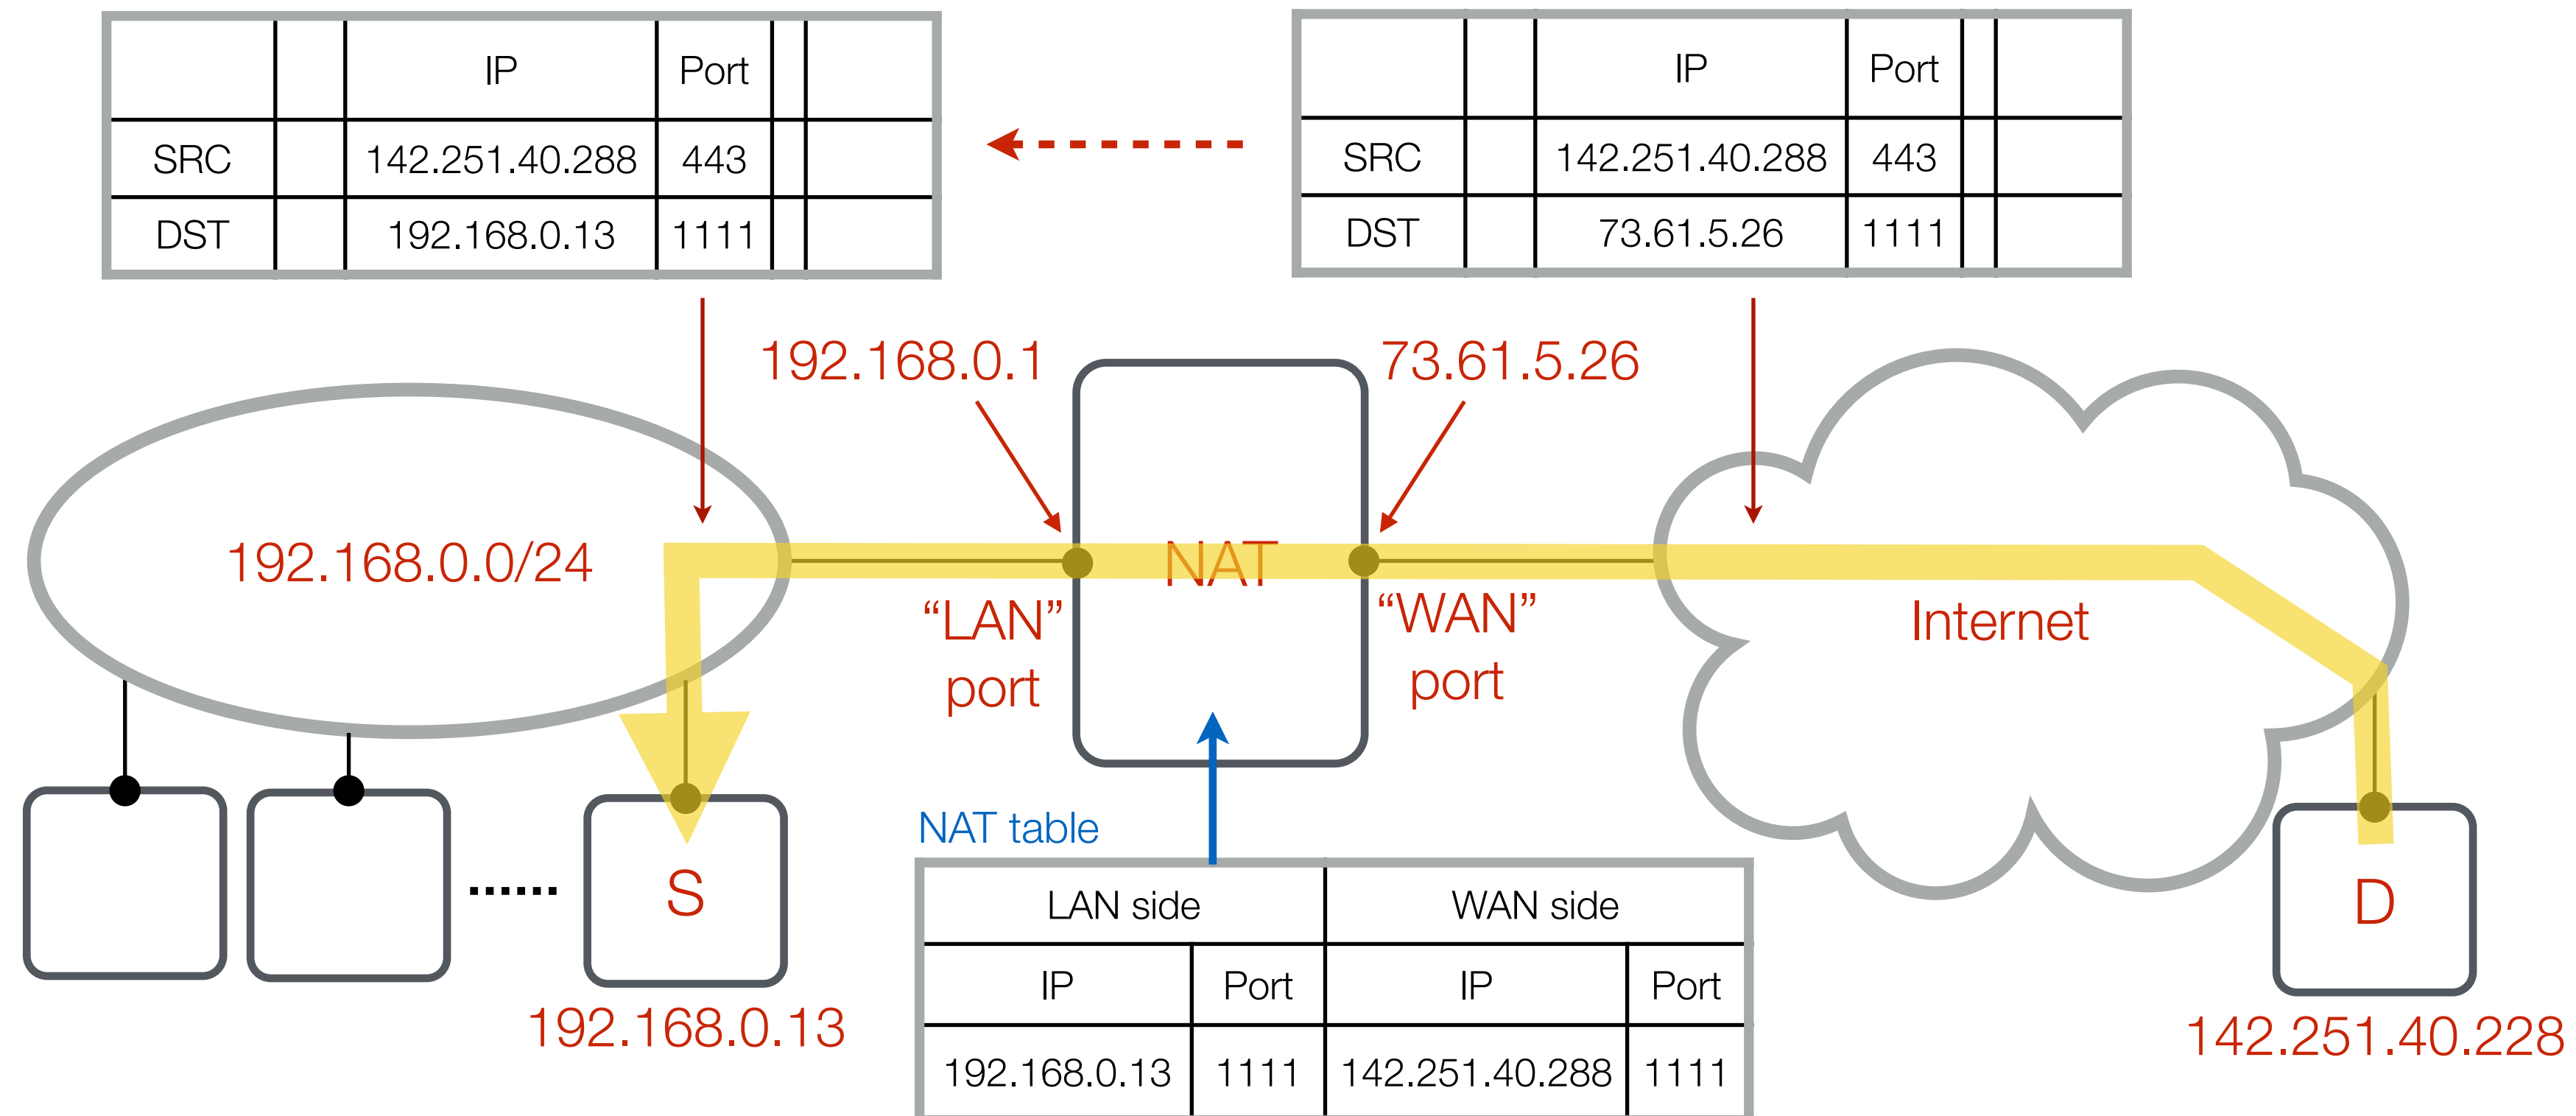 IP Port
SRC 142.251.40.288 443
DST 192.168.0.13 1111
IP Port
SRC 142.251.40.288 443
DST 73.61.5.26 1111
192.168.0.1
73.61.5.26
192.168.0.0/24
NAT
“LAN”
port
“WAN”
port
Internet
NAT table
S
192.168.0.13
D
142.251.40.228
LAN side WAN side
IP Port IP Port
192.168.0.13 1111 142.251.40.288 1111